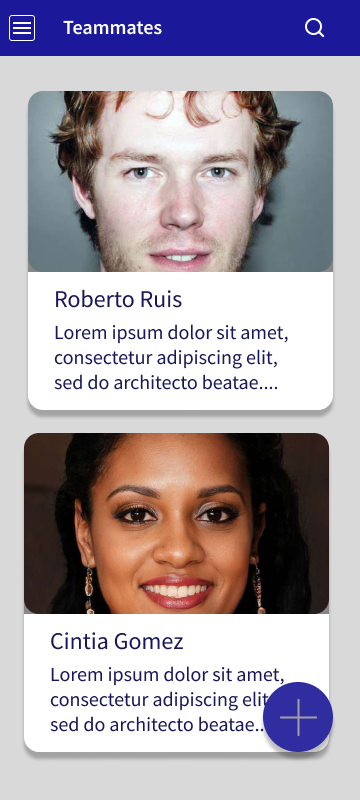 Teammates
Roberto Ruis
Lorem ipsum dolor sit amet,
consectetur adipiscing elit,
sed do architecto beatae....
Cintia Gomez
Lorem ipsum dolor sit amet,
consectetur adipiscing elit
sed do architecto beatae..